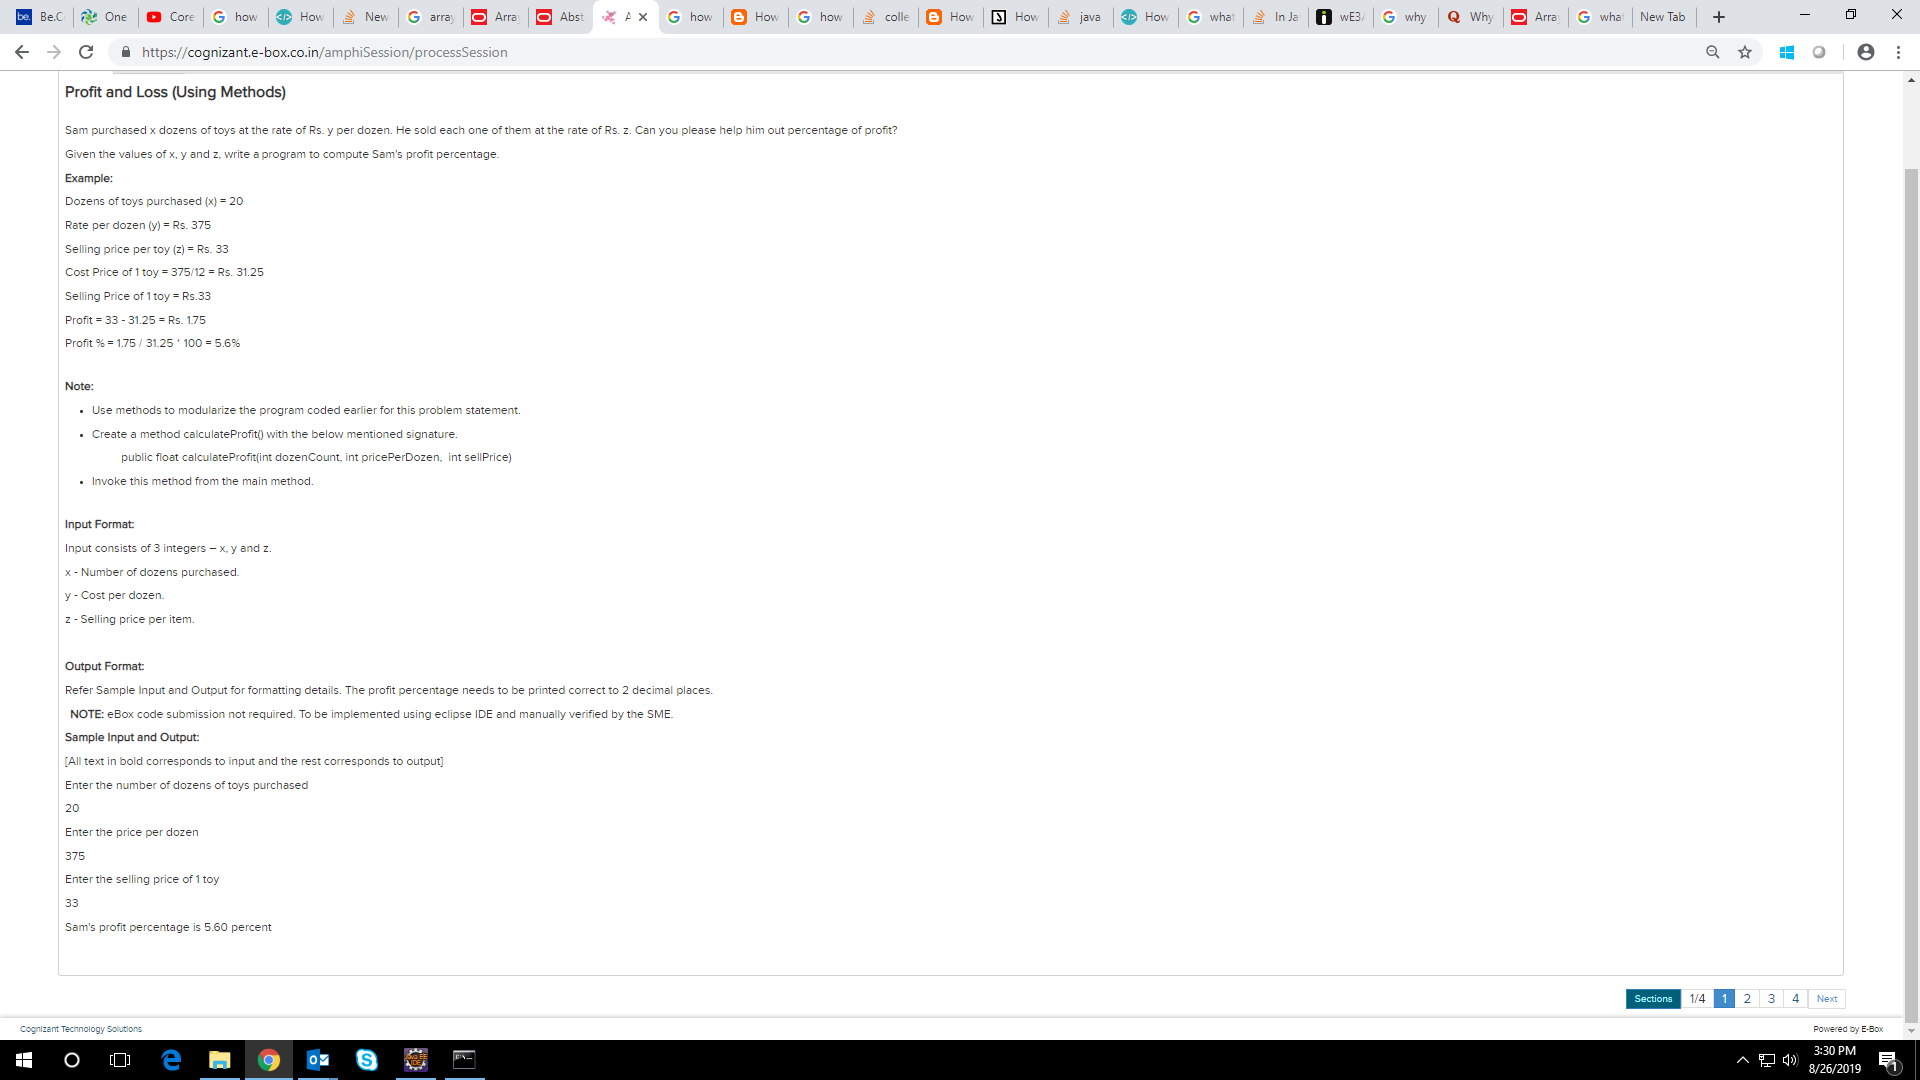 Be.C
One
Core
how
How
New
array
Array
Abst
A
how
How
how
colle
How
How
java
How
what
In Ja
wE3/
why
Why
Array
what
New Tab
https://cognizant.e-box.co.in/amphiSession/processSession
Profit and Loss (Using Methods)
Sam purchased x dozens of toys at the rate of Rs. y per dozen. He sold each one of them at the rate of Rs. z. Can you please help him out percentage of profit?
Given the values of x, y and z, write a program to compute Sam's profit percentage.
Example:
Dozens of toys purchased (x) = 20
Rate per dozen (y) = Rs. 375
Selling price per toy (z) = Rs. 33
Cost Price of 1 toy = 375/12 = Rs. 31.25
Selling Price of 1 toy = Rs.33
Profit = 33 - 31.25 = Rs. 1.75
Profit % = 1.75 / 31.25 * 100 = 5.6%
Note:
• Use methods to modularize the program coded earlier for this problem statement.
• Create a method calculateProfit() with the below mentioned signature.
public float calculateProfit(int dozenCount, int pricePerDozen,  int sellPrice)
• Invoke this method from the main method.
Input Format:
Input consists of 3 integers – x, y and z.
x - Number of dozens purchased.
y - Cost per dozen.
z - Selling price per item.
Output Format:
Refer Sample Input and Output for formatting details. The profit percentage needs to be printed correct to 2 decimal places.
NOTE: eBox code submission not required. To be implemented using eclipse IDE and manually verified by the SME.
Sample Input and Output:
[All text in bold corresponds to input and the rest corresponds to output]
Enter the number of dozens of toys purchased
20
Enter the price per dozen
375
Enter the selling price of 1 toy
33
Sam's profit percentage is 5.60 percent
Sections 1/4 1 2 3 4 Next
Cognizant Technology Solutions
Powered by E-Box
3:30 PM
8/26/2019
1